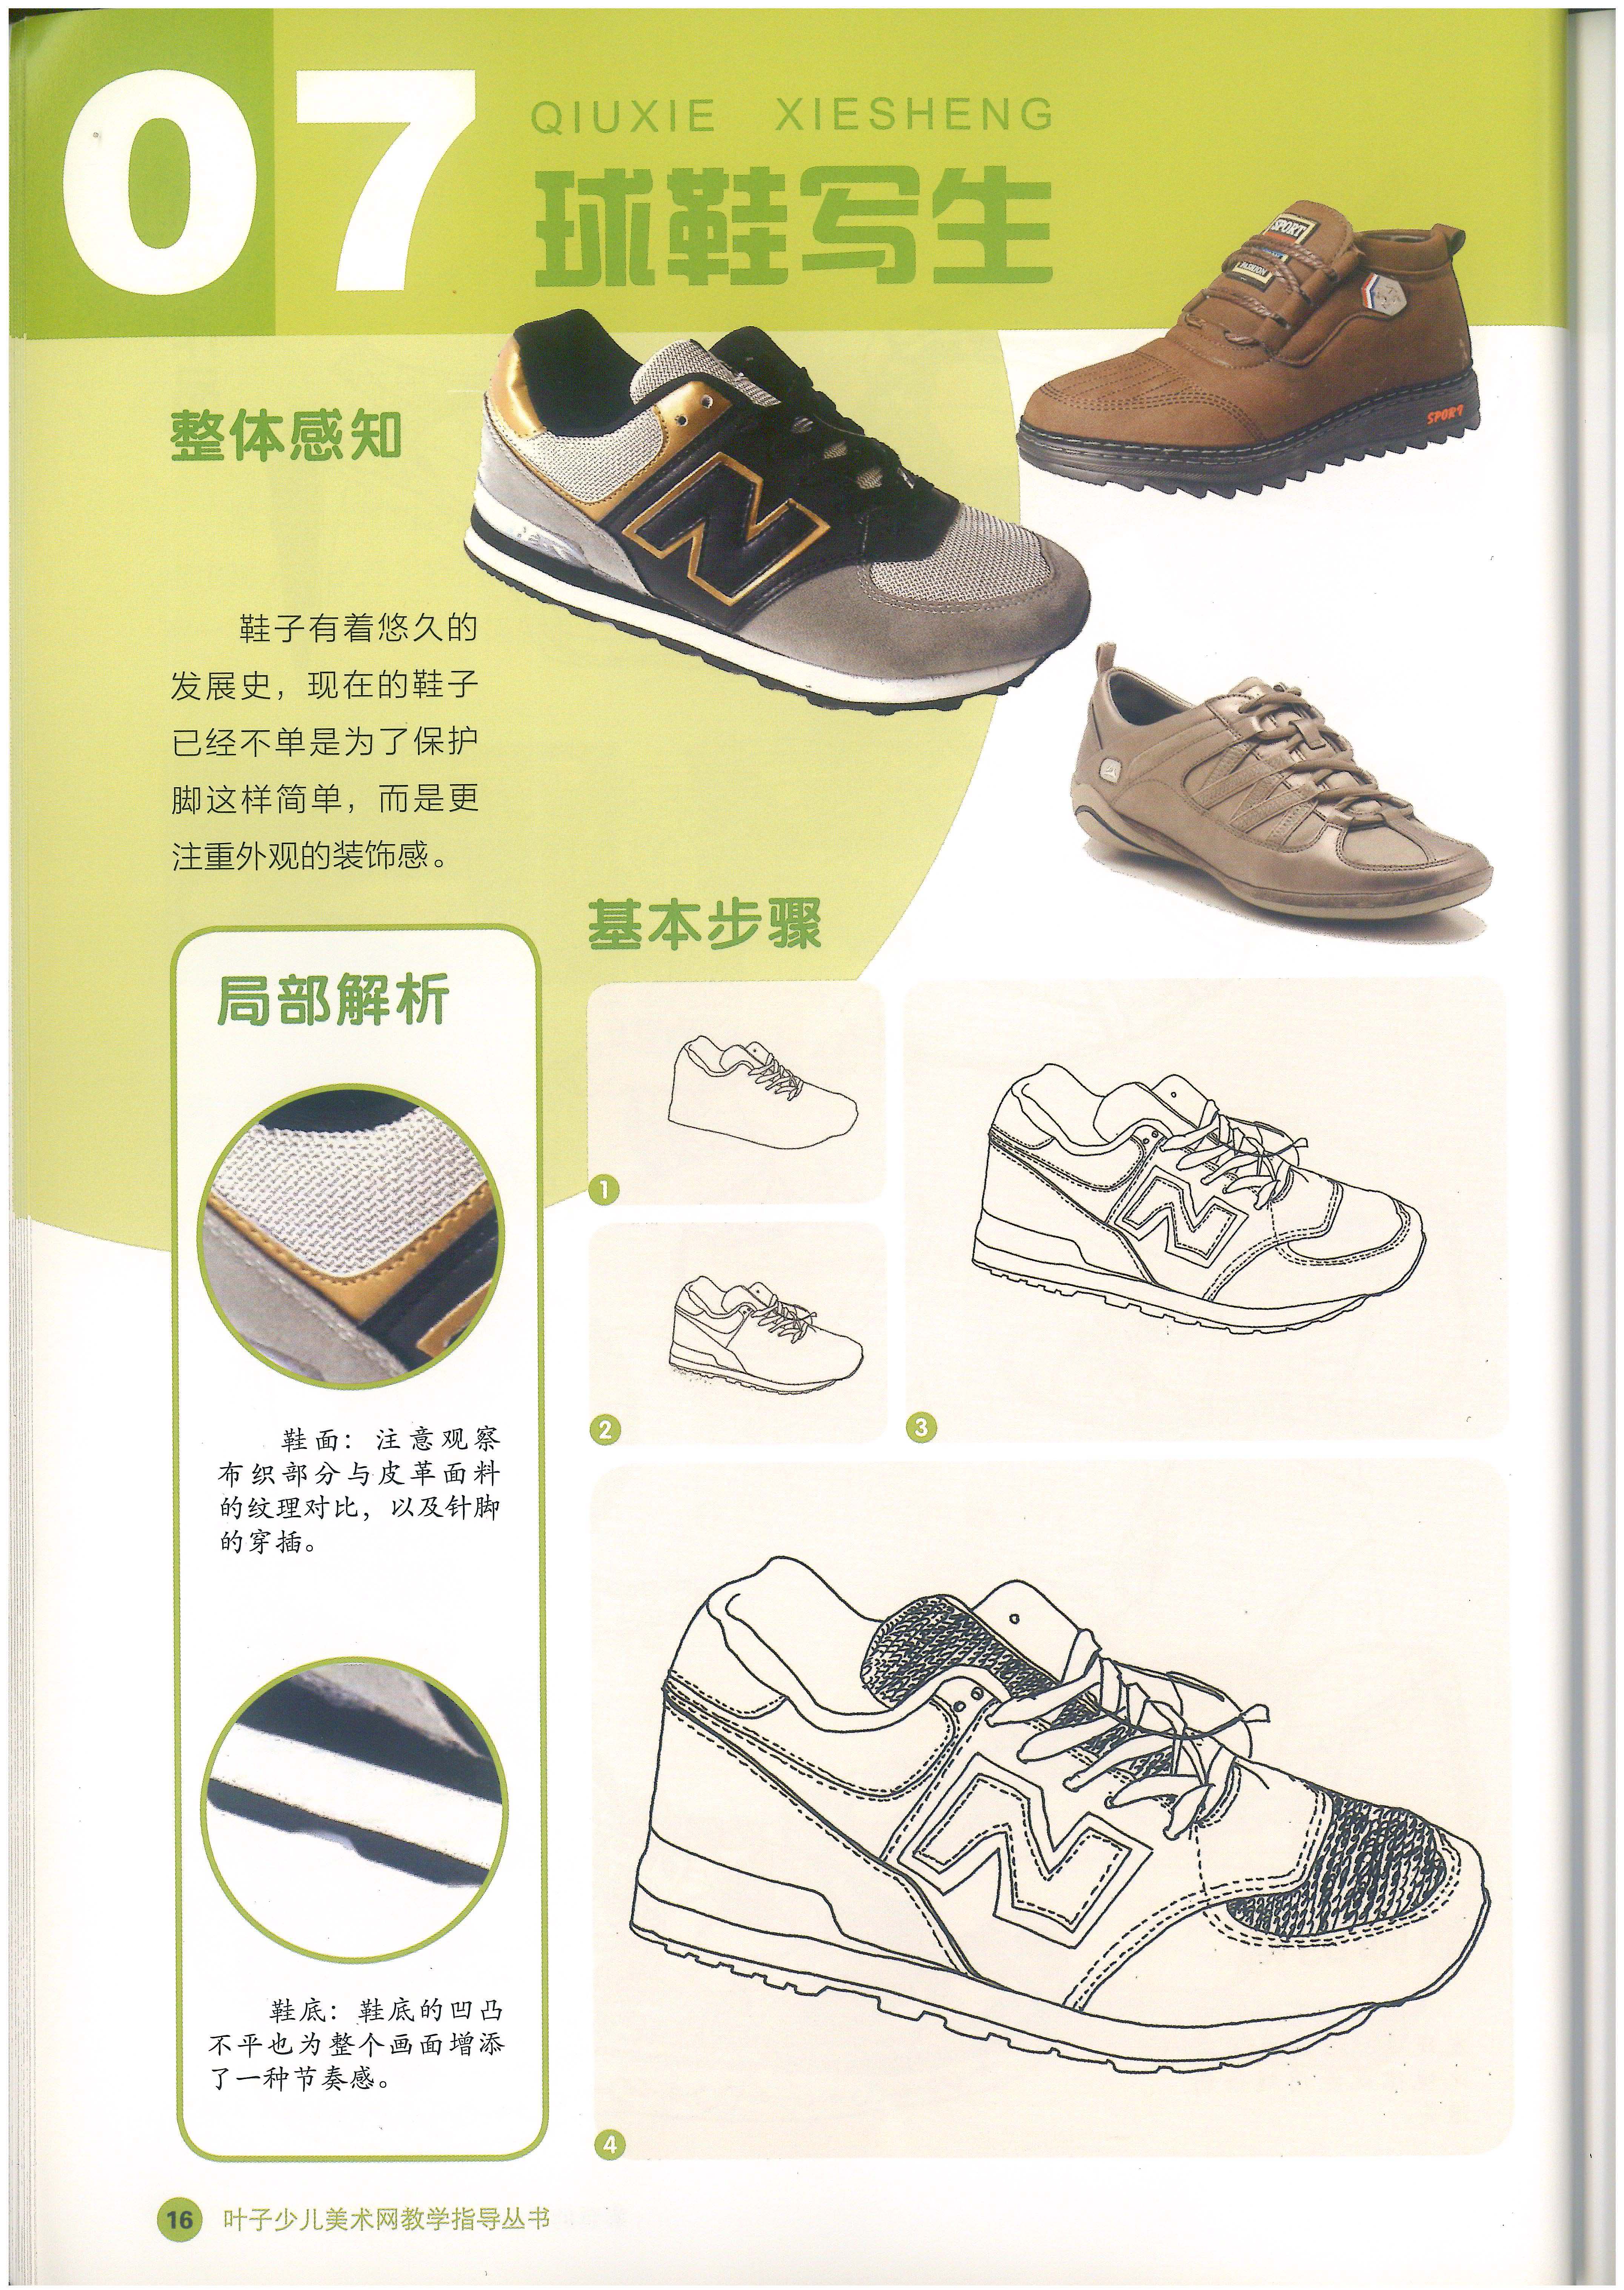 07
QIUXIE XIESHENG
球鞋写生
SPORT
FASHION
SPORT
N
整体感知
鞋子有着悠久的
发展史，现在的鞋子
已经不单是为了保护
脚这样简单，而是更
注重外观的装饰感。
基本步骤
局部解析
鞋面：注意观察
布织部分与皮革面料
的纹理对比，以及针脚
的穿插。
鞋底：鞋底的凹凸
不平也为整个画面增添
了一种节奏感。
1
2
3
N
4
N
16 叶子少儿美术网教学指导丛书